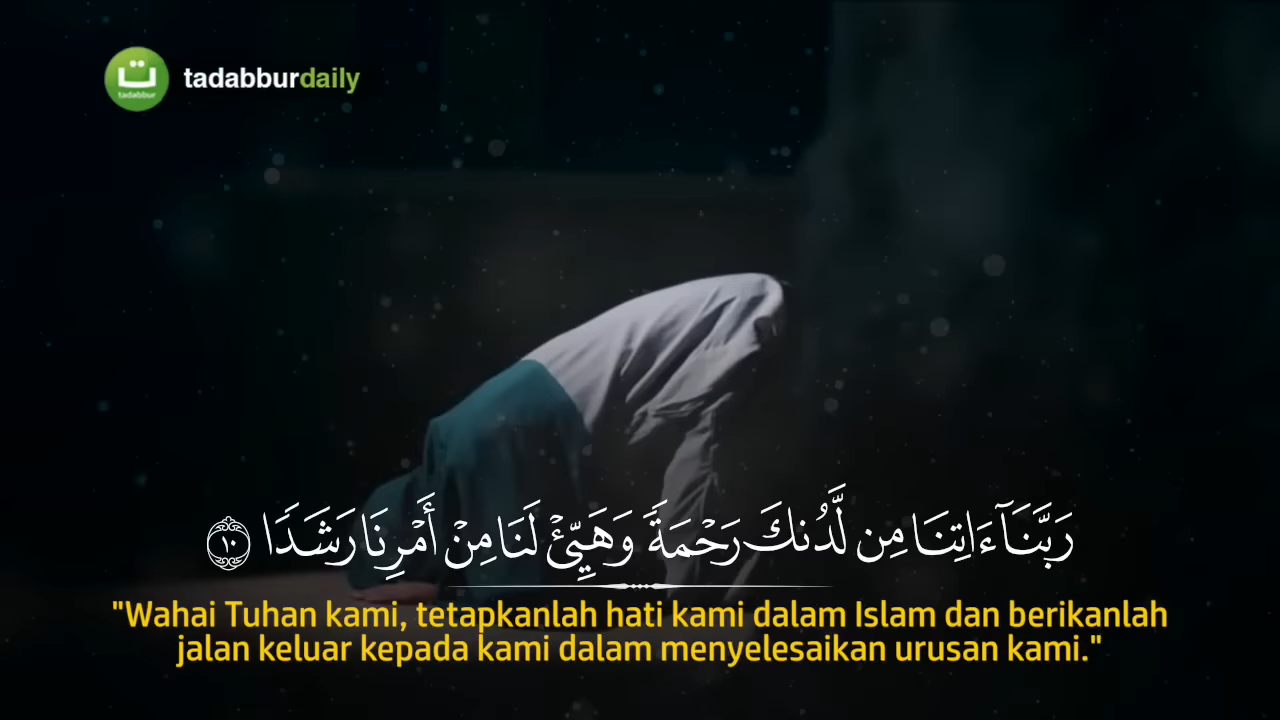 ت
tadabbur
tadabburdaily
رَبَّنَآ ءَاتِنَا مِن لَّدُنكَ رَحْمَةً وَهَيِّئْ لَنَا مِنْ أَمْرِنَا رَشَدًا ١٠
"Wahai Tuhan kami, tetapkanlah hati kami dalam Islam dan berikanlah
jalan keluar kepada kami dalam menyelesaikan urusan kami."